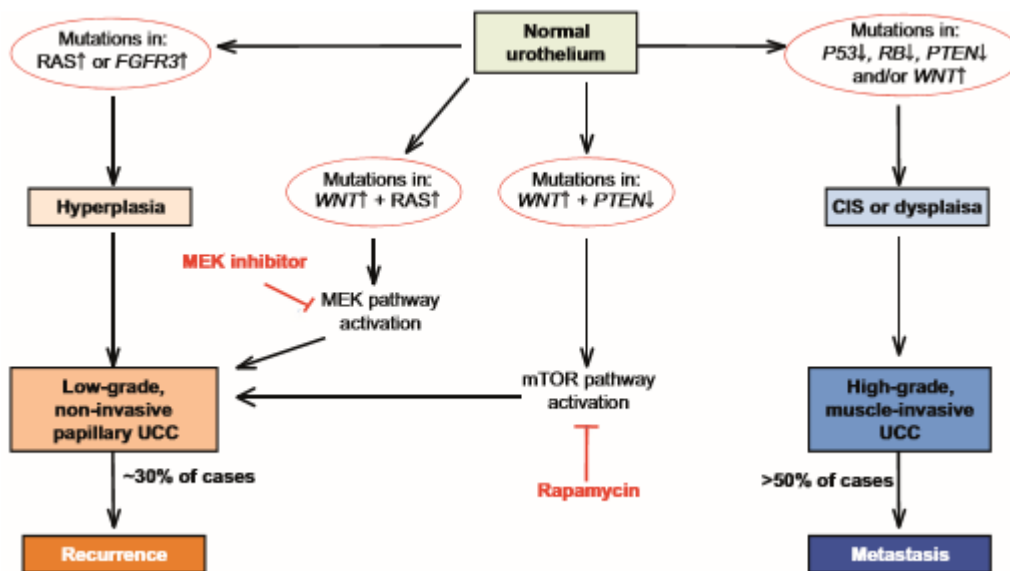 Mutations in:
RAS↑ or FGFR3↑
Normal
urothelium
Mutations in:
P53↓, RB↓, PTEN↓
and/or WNT↑
Mutations in:
WNT↑ + RAS↑
Mutations in:
WNT↑ + PTEN↓
Hyperplasia
CIS or dysplaisa
MEK inhibitor
MEK pathway
activation
Low-grade,
non-invasive
papillary UCC
mTOR pathway
activation
High-grade,
muscle-invasive
UCC
~30% of cases
Rapamycin
>50% of cases
Recurrence
Metastasis